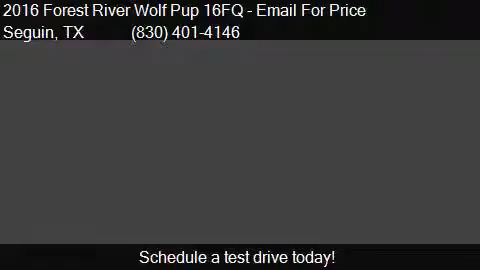 2016 Forest River Wolf Pup 16FQ - Email For Price
Seguin, TX (830) 401-4146
Schedule a test drive today!